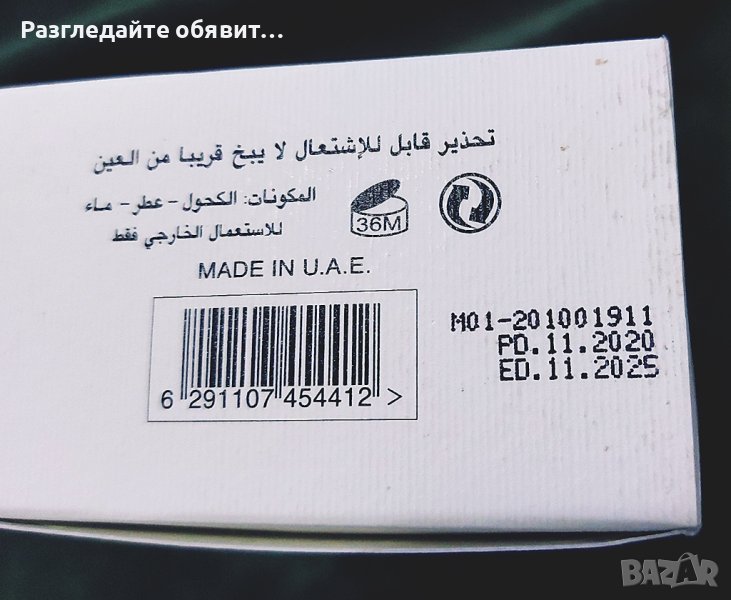 Разгледайте обявит...
تحذير قابل للإشتعال لا يبخ قريبا من العين
المكونات: الكحول - عطر - ماء
للاستعمال الخارجي فقط
36M
MADE IN U.A.E.
6 291107 454412 >
M01-201001911
PD.11.2020
ED.11.2025
BAZAR